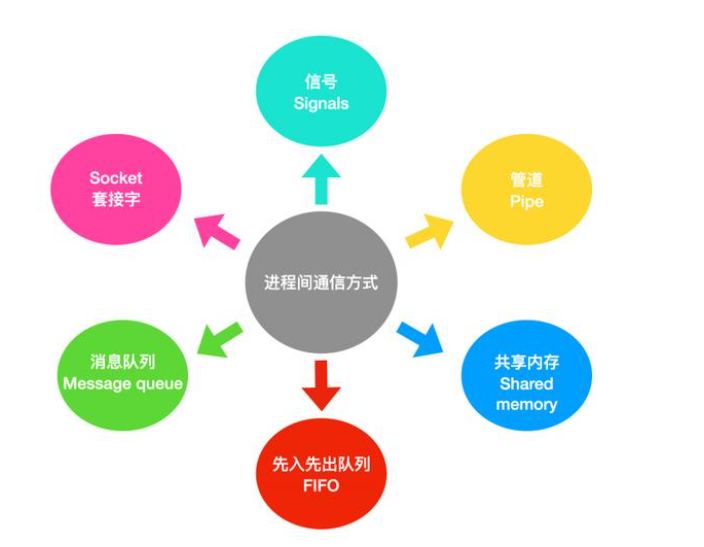 信号
Signals
Socket
套接字
管道
Pipe
进程间通信方式
消息队列
Message queue
共享内存
Shared
memory
先入先出队列
FIFO